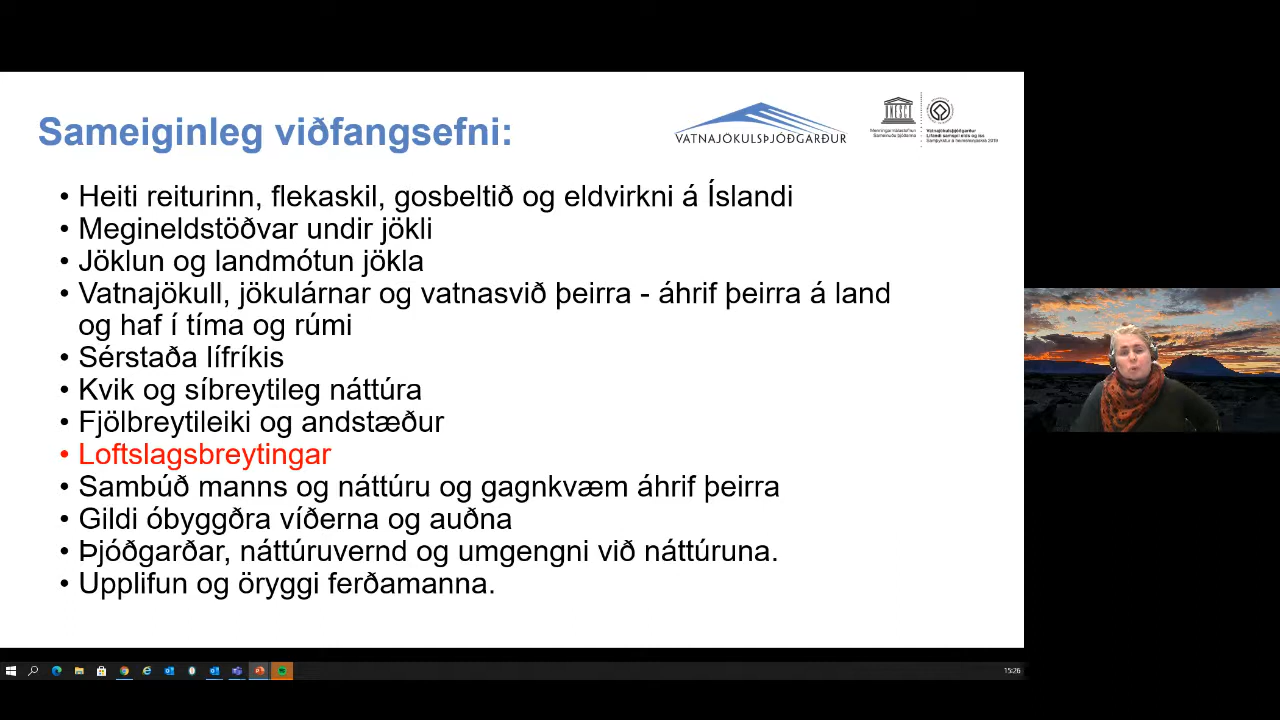 Sameiginleg viðfangsefni:
VATNAJÖKULSÞJÓÐGARÐUR
UNESCO
• Heiti reiturinn, flekaskil, gosbeltið og eldvirkni á Íslandi
• Megineldstöðvar undir jökli
• Jöklun og landmótun jökla
• Vatnajökull, jökulárnar og vatnasvið þeirra - áhrif þeirra á land
og haf í tíma og rúmi
• Sérstaða lífríkis
• Kvik og síbreytileg náttúra
• Fjölbreytileiki og andstæður
• Loftslagsbreytingar
• Sambúð manns og náttúru og gagnkvæm áhrif þeirra
• Gildi óbyggðra víðerna og auðna
• Þjóðgarðar, náttúruvernd og umgengni við náttúruna.
• Upplifun og öryggi ferðamanna.
15:26